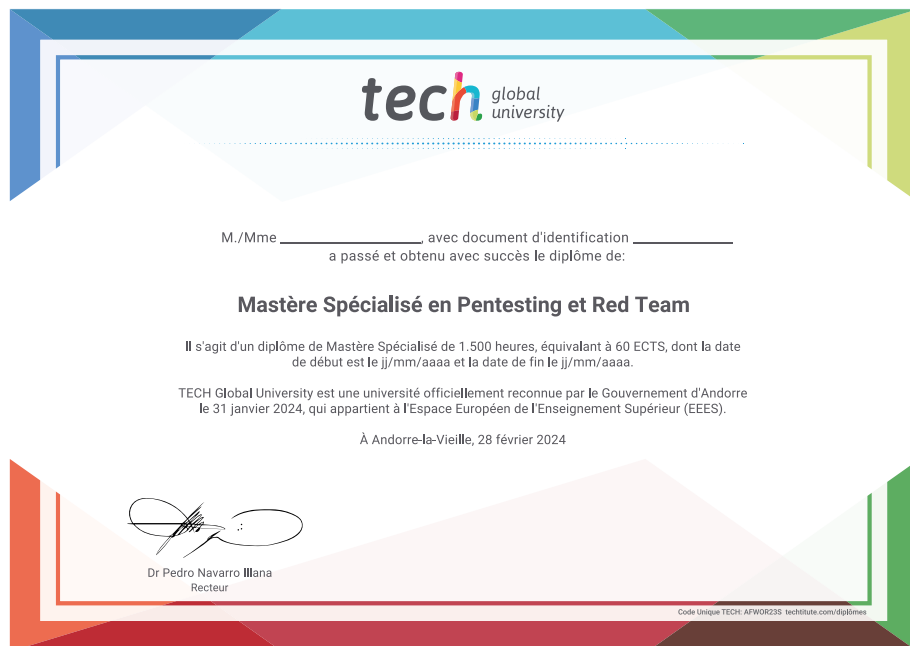 tech global university
M./Mme ____________________, avec document d'identification ______________
a passé et obtenu avec succès le diplôme de:
Mastère Spécialisé en Pentesting et Red Team
Il s'agit d'un diplôme de Mastère Spécialisé de 1.500 heures, équivalant à 60 ECTS, dont la date
de début est le jj/mm/aaaa et la date de fin le jj/mm/aaaa.
TECH Global University est une université officiellement reconnue par le Gouvernement d'Andorre
le 31 janvier 2024, qui appartient à l'Espace Européen de l'Enseignement Supérieur (EEES).
À Andorre-la-Vieille, 28 février 2024
Dr Pedro Navarro Illana
Recteur
Code Unique TECH: AFWOR23S techtitute.com/diplômes